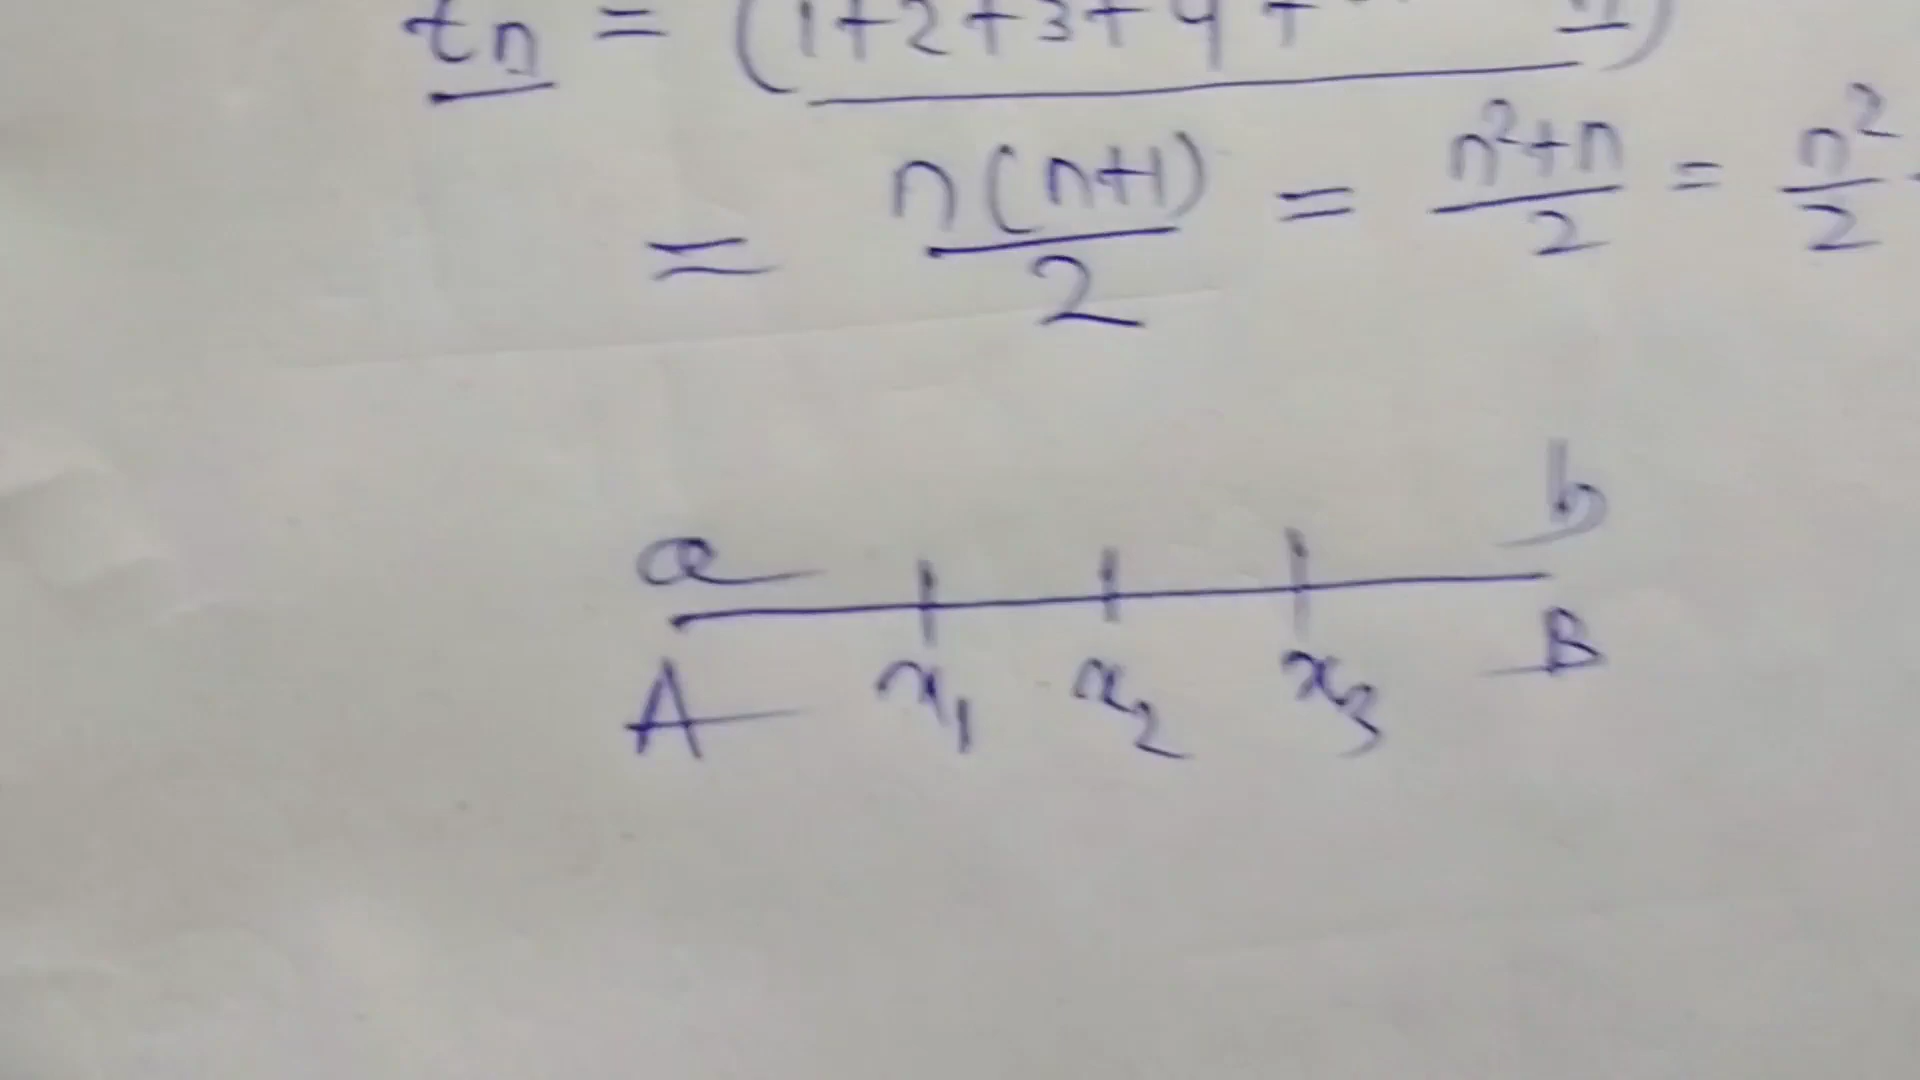 tn = (1+2+3+4+ ... n)
= n(n+1)/2 = n²+n/2 = n²/2
a b
A x₁ x₂ x₃ B